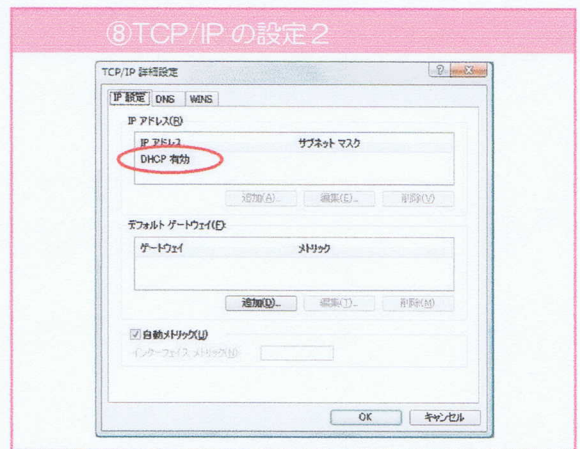 ⑧TCP/IP の設定2
TCP/IP 詳細設定
IP 設定 DNS WINS
IP アドレス(R)
IP アドレス サブネット マスク
DHCP 有効
追加(A)... 編集(E)... 削除(V)
デフォルト ゲートウェイ(F):
ゲートウェイ メトリック
追加(D)... 編集(T)... 削除(M)
自動メトリック(U)
インターフェイス メトリック(N):
OK キャンセル